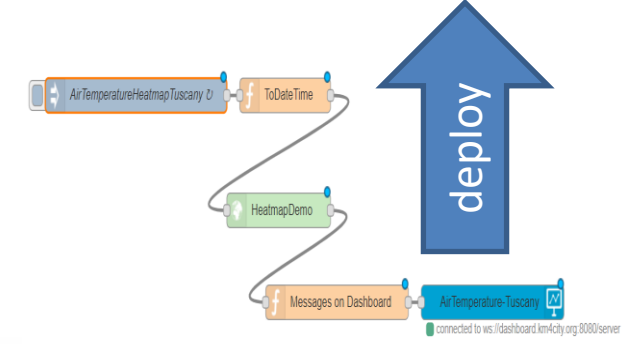 AirTemperatureHeatmapTuscany ↻
ToDateTime
deploy
HeatmapDemo
Messages on Dashboard
AirTemperature-Tuscany
connected to ws://dashboard.km4city.org:8080/server